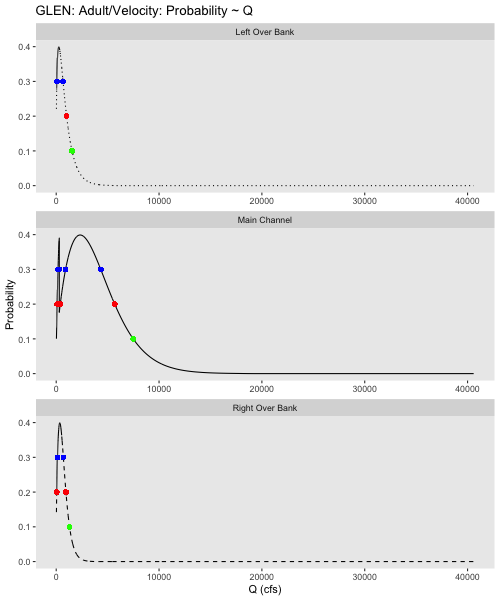 GLEN: Adult/Velocity: Probability ~ Q
Left Over Bank
0.4
0.3
0.2
0.1
0.0
0 10000 20000 30000 40000
Main Channel
0.4
0.3
0.2
0.1
0.0
0 10000 20000 30000 40000
Probability
Right Over Bank
0.4
0.3
0.2
0.1
0.0
0 10000 20000 30000 40000
Q (cfs)